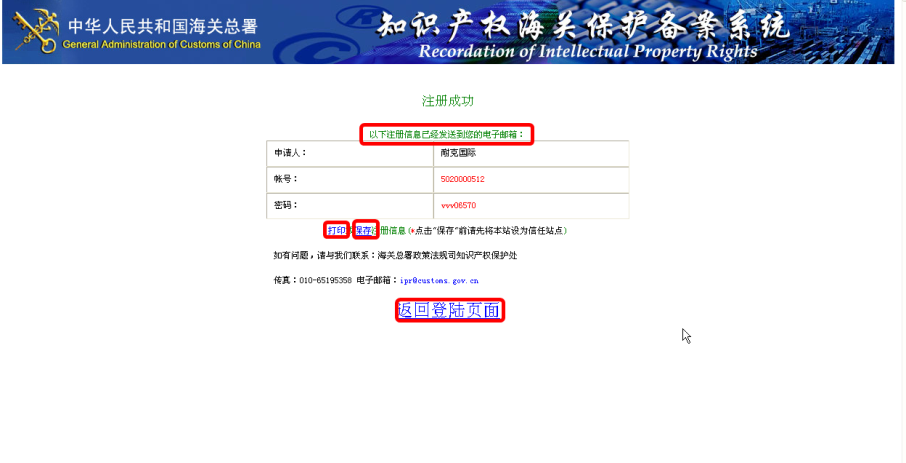 中华人民共和国海关总署
General Administration of Customs of China
知识产权海关保护备案系统
Recordation of Intellectual Property Rights
注册成功
以下注册信息已经发送到您的电子邮箱：
申请人： 耐克国际
帐号： 5020000512
密码： vvv06570
打印 保存 册信息(*点击"保存"前请先将本站设为信任站点)
如有问题，请与我们联系：海关总署政策法规司知识产权保护处
传真：010-65195358 电子邮箱：ipr@customs.gov.cn
返回登陆页面